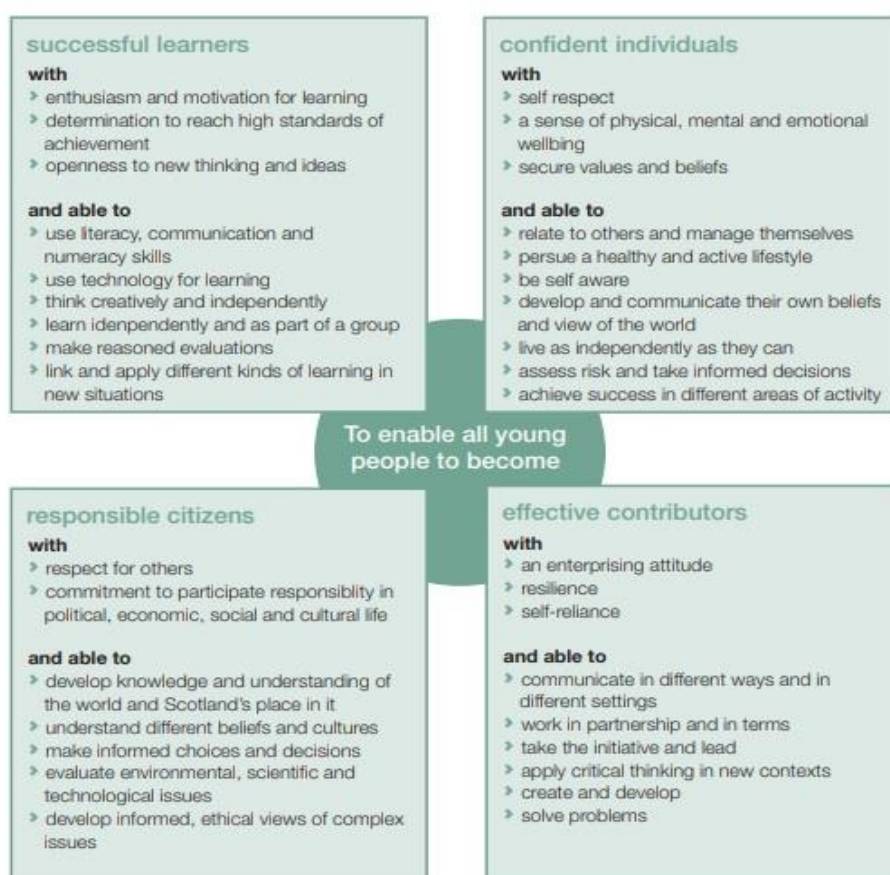 successful learners
with
› enthusiasm and motivation for learning
› determination to reach high standards of
achievement
› openness to new thinking and ideas
and able to
› use literacy, communication and
numeracy skills
› use technology for learning
› think creatively and independently
› learn idenpendently and as part of a group
› make reasoned evaluations
› link and apply different kinds of learning in
new situations
confident individuals
with
› self respect
› a sense of physical, mental and emotional
wellbing
› secure values and beliefs
and able to
› relate to others and manage themselves
› persue a healthy and active lifestyle
› be self aware
› develop and communicate their own beliefs
and view of the world
› live as independently as they can
› assess risk and take informed decisions
› achieve success in different areas of activity
To enable all young
people to become
responsible citizens
with
› respect for others
› commitment to participate responsiblity in
political, economic, social and cultural life
and able to
› develop knowledge and understanding of
the world and Scotland's place in it
› understand different beliefs and cultures
› make informed choices and decisions
› evaluate environmental, scientific and
technological issues
› develop informed, ethical views of complex
issues
effective contributors
with
› an enterprising attitude
› resilience
› self-reliance
and able to
› communicate in different ways and in
different settings
› work in partnership and in terms
› take the initiative and lead
› apply critical thinking in new contexts
› create and develop
› solve problems